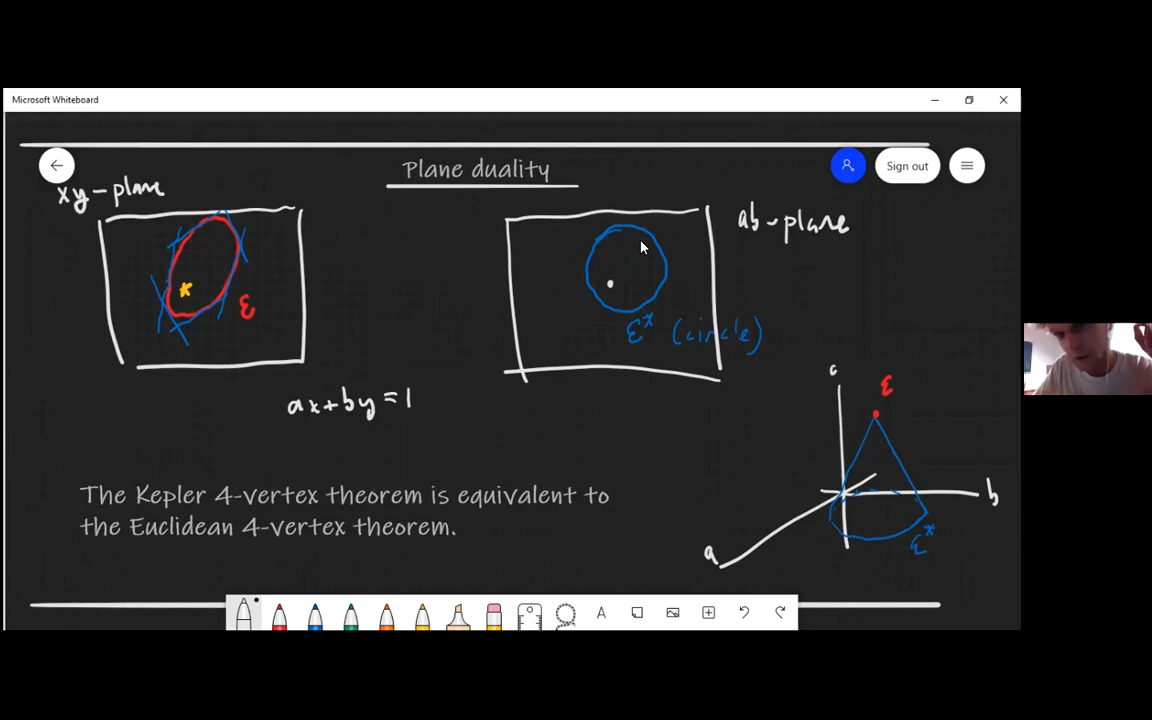 Microsoft Whiteboard
Plane duality
Sign out
xy-plane
ab-plane
ε
ε* (circle)
ax+by=1
c
ε
b
a
ε*
The Kepler 4-vertex theorem is equivalent to
the Euclidean 4-vertex theorem.
A